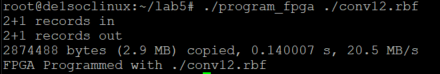 root@de1soclinux:~/lab5# ./program_fpga ./conv12.rbf
2+1 records in
2+1 records out
2874488 bytes (2.9 MB) copied, 0.140007 s, 20.5 MB/s
FPGA Programmed with ./conv12.rbf